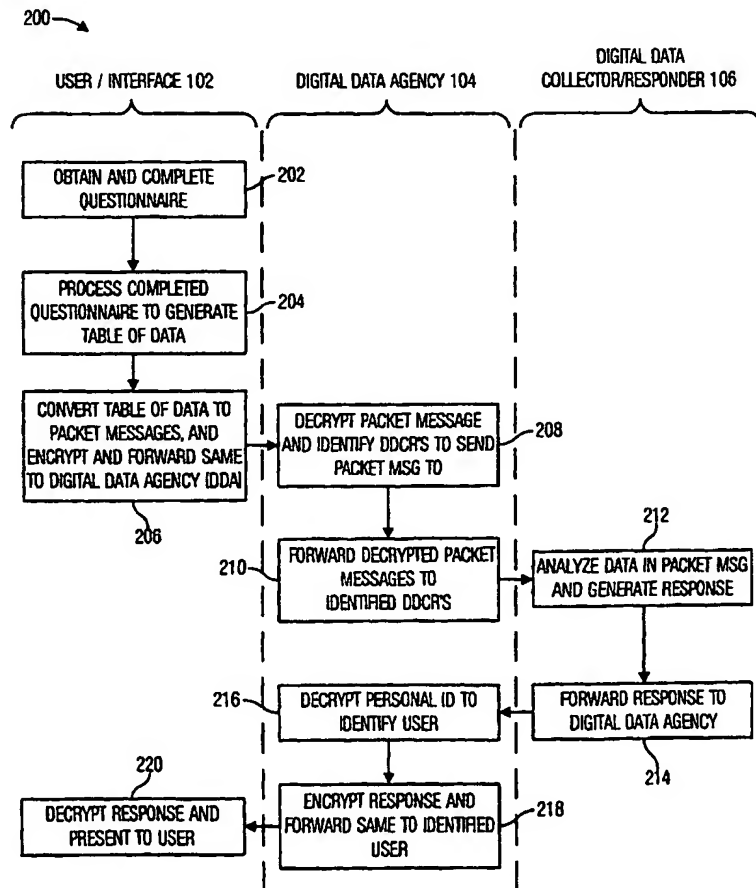 200
USER / INTERFACE 102
DIGITAL DATA AGENCY 104
DIGITAL DATA
COLLECTOR/RESPONDER 106
OBTAIN AND COMPLETE
QUESTIONNAIRE
202
PROCESS COMPLETED
QUESTIONNAIRE TO GENERATE
TABLE OF DATA
204
CONVERT TABLE OF DATA TO
PACKET MESSAGES, AND
ENCRYPT AND FORWARD SAME
TO DIGITAL DATA AGENCY (DDA)
206
DECRYPT PACKET MESSAGE
AND IDENTIFY DDCR'S TO SEND
PACKET MSG TO
208
210
FORWARD DECRYPTED PACKET
MESSAGES TO
IDENTIFIED DDCR'S
212
ANALYZE DATA IN PACKET MSG
AND GENERATE RESPONSE
FORWARD RESPONSE TO
DIGITAL DATA AGENCY
214
216
DECRYPT PERSONAL ID TO
IDENTIFY USER
ENCRYPT RESPONSE AND
FORWARD SAME TO IDENTIFIED
USER
218
220
DECRYPT RESPONSE AND
PRESENT TO USER